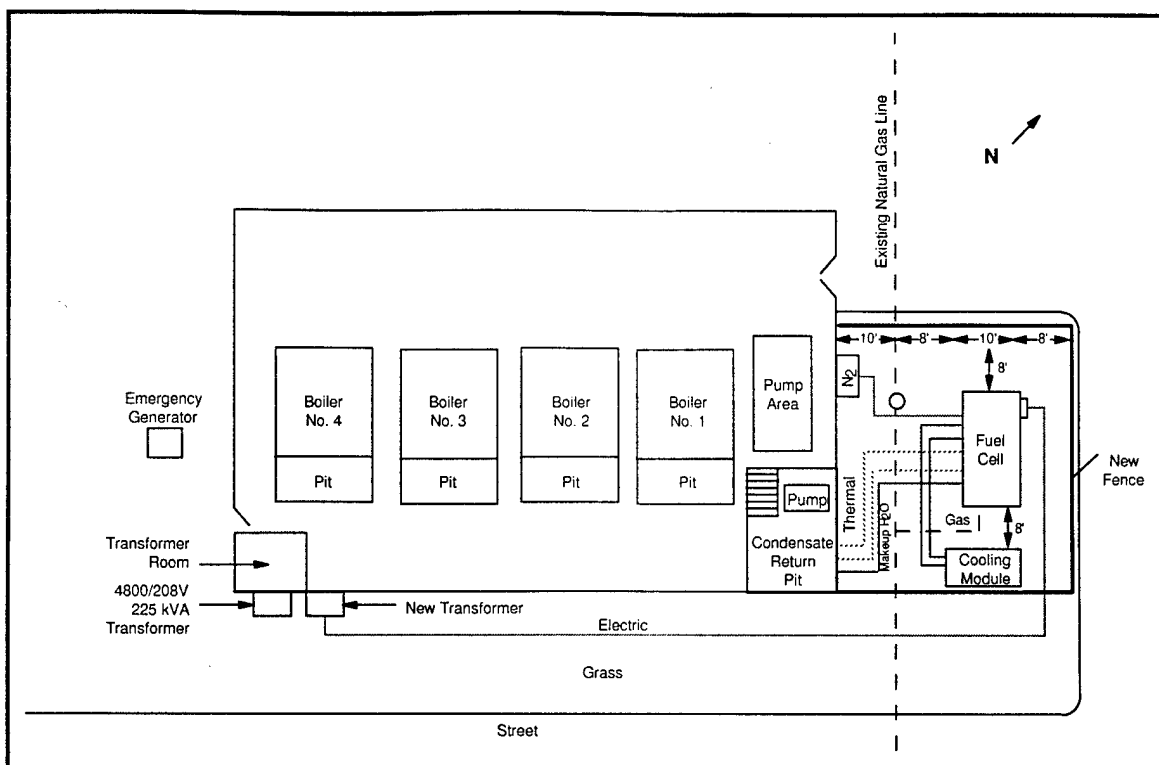 N
Existing Natural Gas Line
10'
8'
10'
8'
8'
N2
Emergency
Generator
Boiler
No. 4
Boiler
No. 3
Boiler
No. 2
Boiler
No. 1
Pump
Area
Fuel
Cell
New
Fence
Pit
Pit
Pit
Pit
Pump
Thermal
Makeup H2O
Gas
8'
Condensate
Return
Pit
Cooling
Module
Transformer
Room
4800/208V
225 kVA
Transformer
New Transformer
Electric
Grass
Street